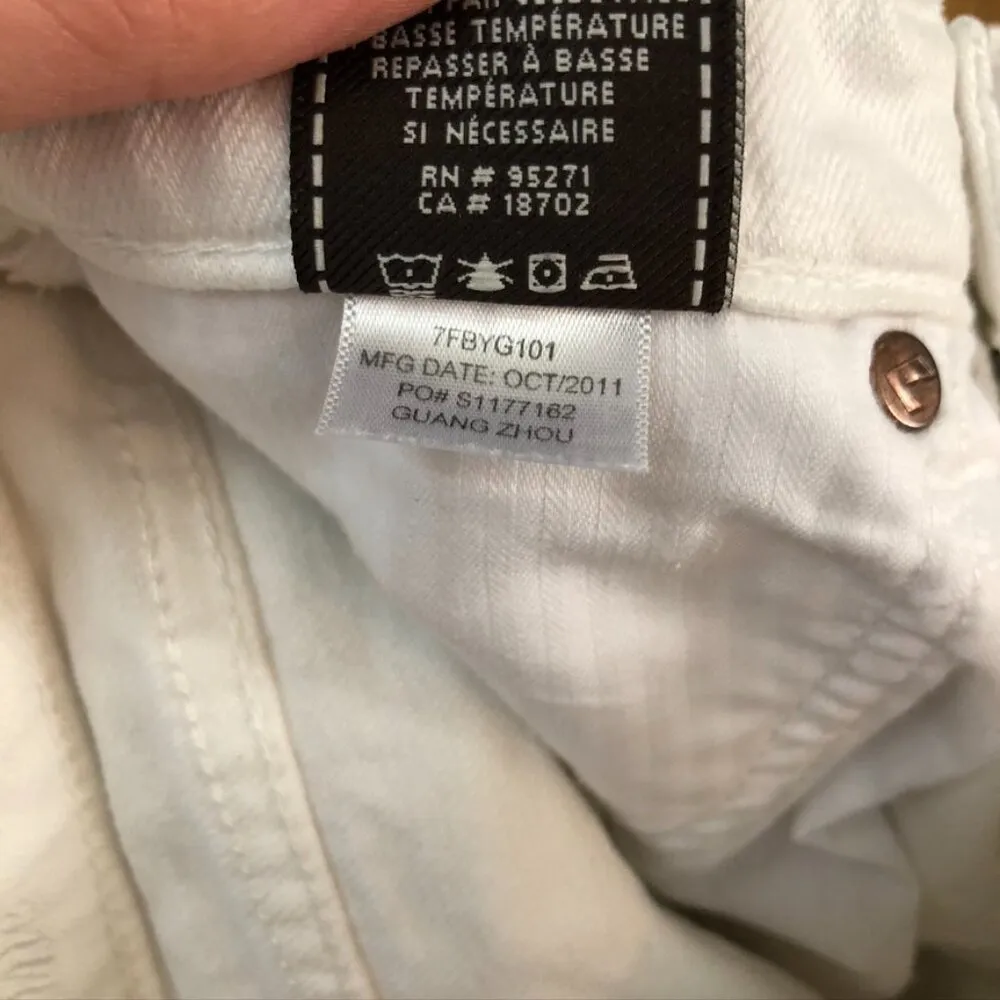 BASSE TEMPÉRATURE
REPASSER À BASSE
TEMPÉRATURE
SI NÉCESSAIRE
RN # 95271
CA # 18702
7FBYG101
MFG DATE: OCT/2011
PO# S1177162
GUANG ZHOU